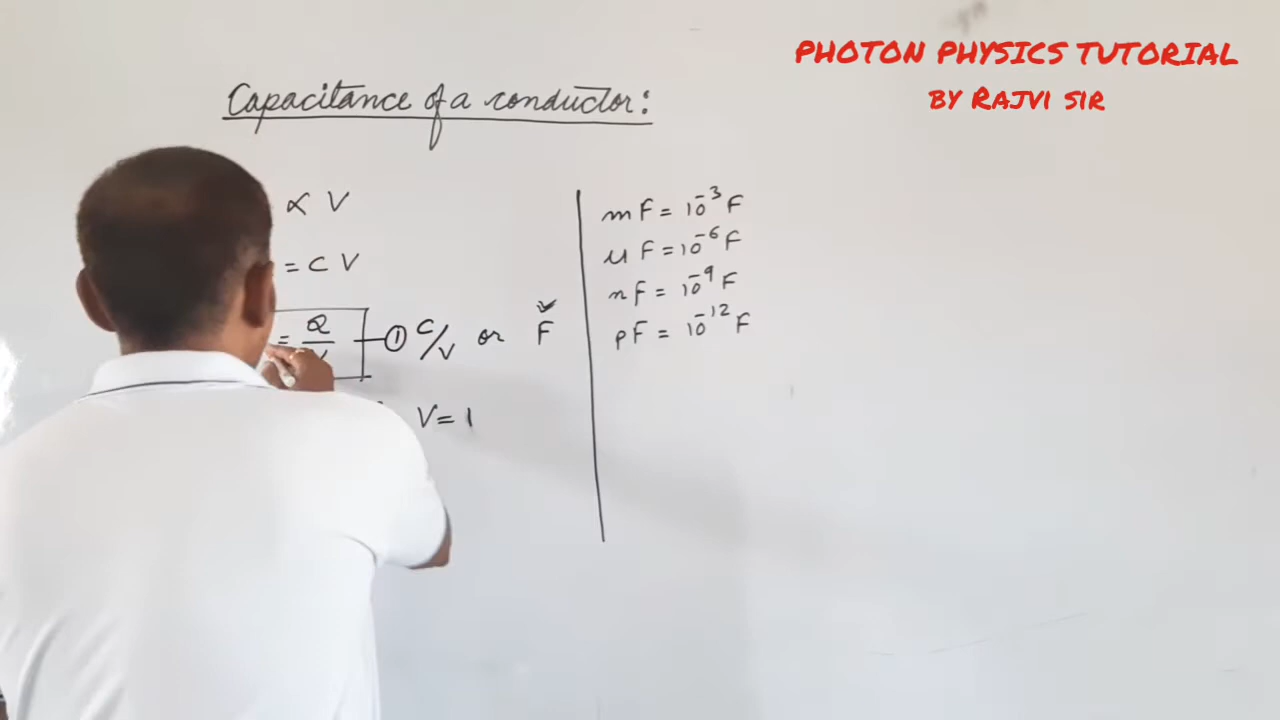 PHOTON PHYSICS TUTORIAL
BY RAJVI SIR
Capacitance of a conductor:
∝ V
= C V
= Q/V ① C/V or F
V = 1
mF = 10⁻³ F
μF = 10⁻⁶ F
nF = 10⁻⁹ F
pF = 10⁻¹² F